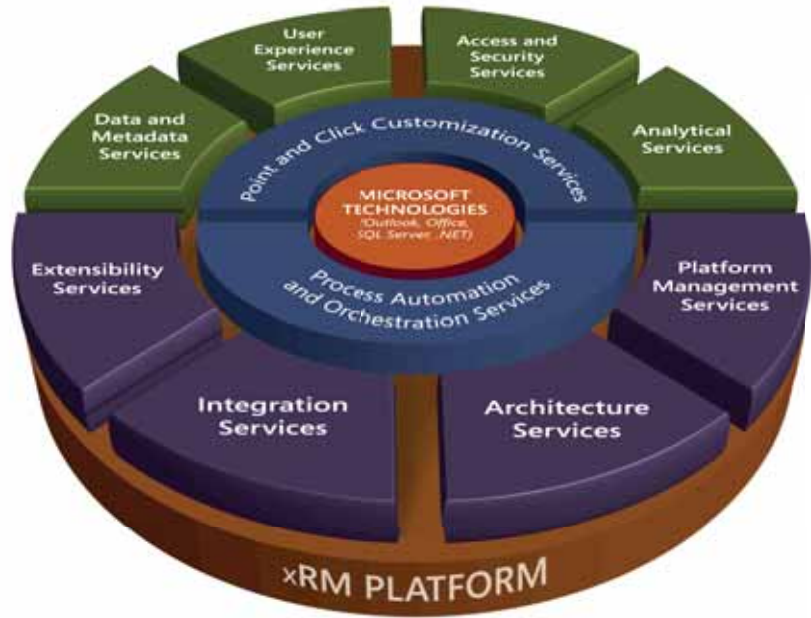 User
Experience
Services
Access and
Security
Services
Data and
Metadata
Services
Analytical
Services
Point and Click Customization Services
MICROSOFT
TECHNOLOGIES
(Outlook, Office,
SQL Server, .NET)
Process Automation
and Orchestration Services
Extensibility
Services
Platform
Management
Services
Integration
Services
Architecture
Services
xRM PLATFORM